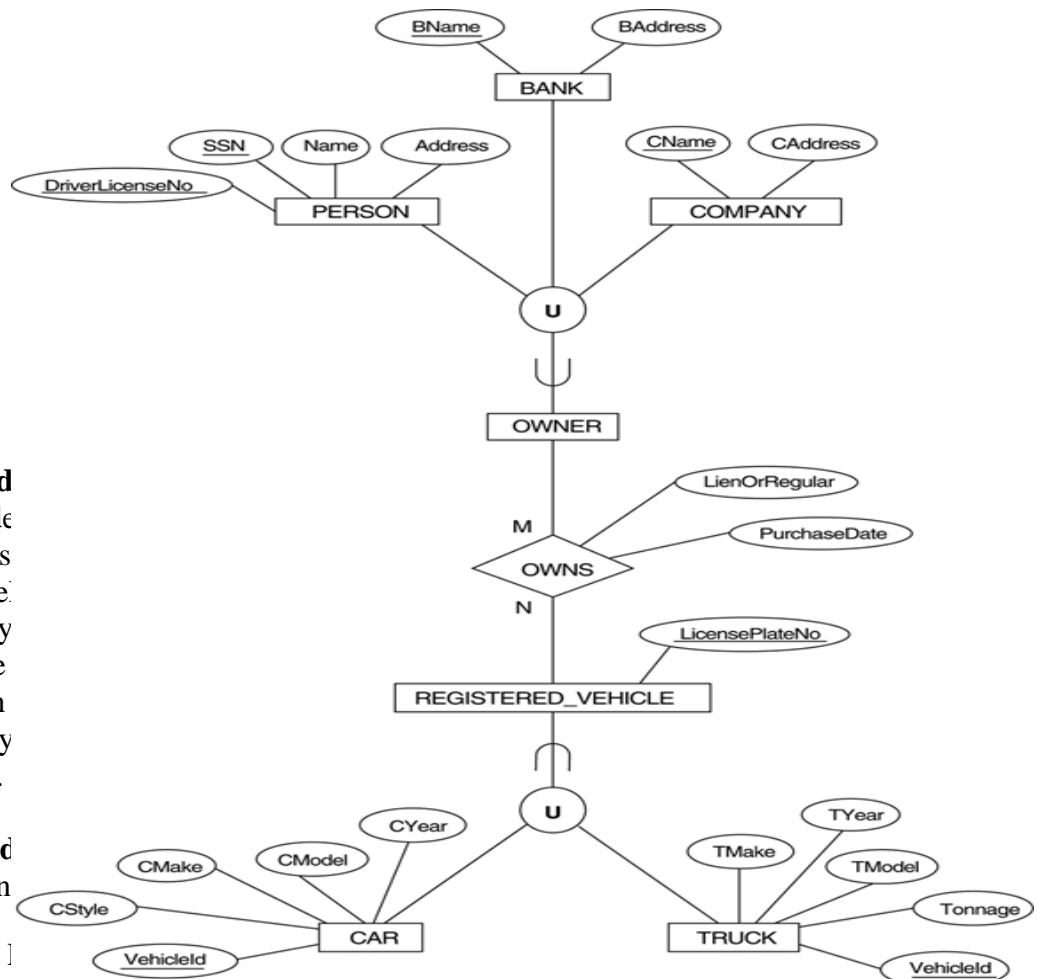 BName BAddress
BANK
SSN Name Address CName CAddress
DriverLicenseNo
PERSON COMPANY
U
OWNER
LienOrRegular
M
PurchaseDate
OWNS
N
LicensePlateNo
REGISTERED_VEHICLE
U
CYear TYear
CMake CModel TMake TModel
CStyle Tonnage
CAR TRUCK
VehicleId VehicleId